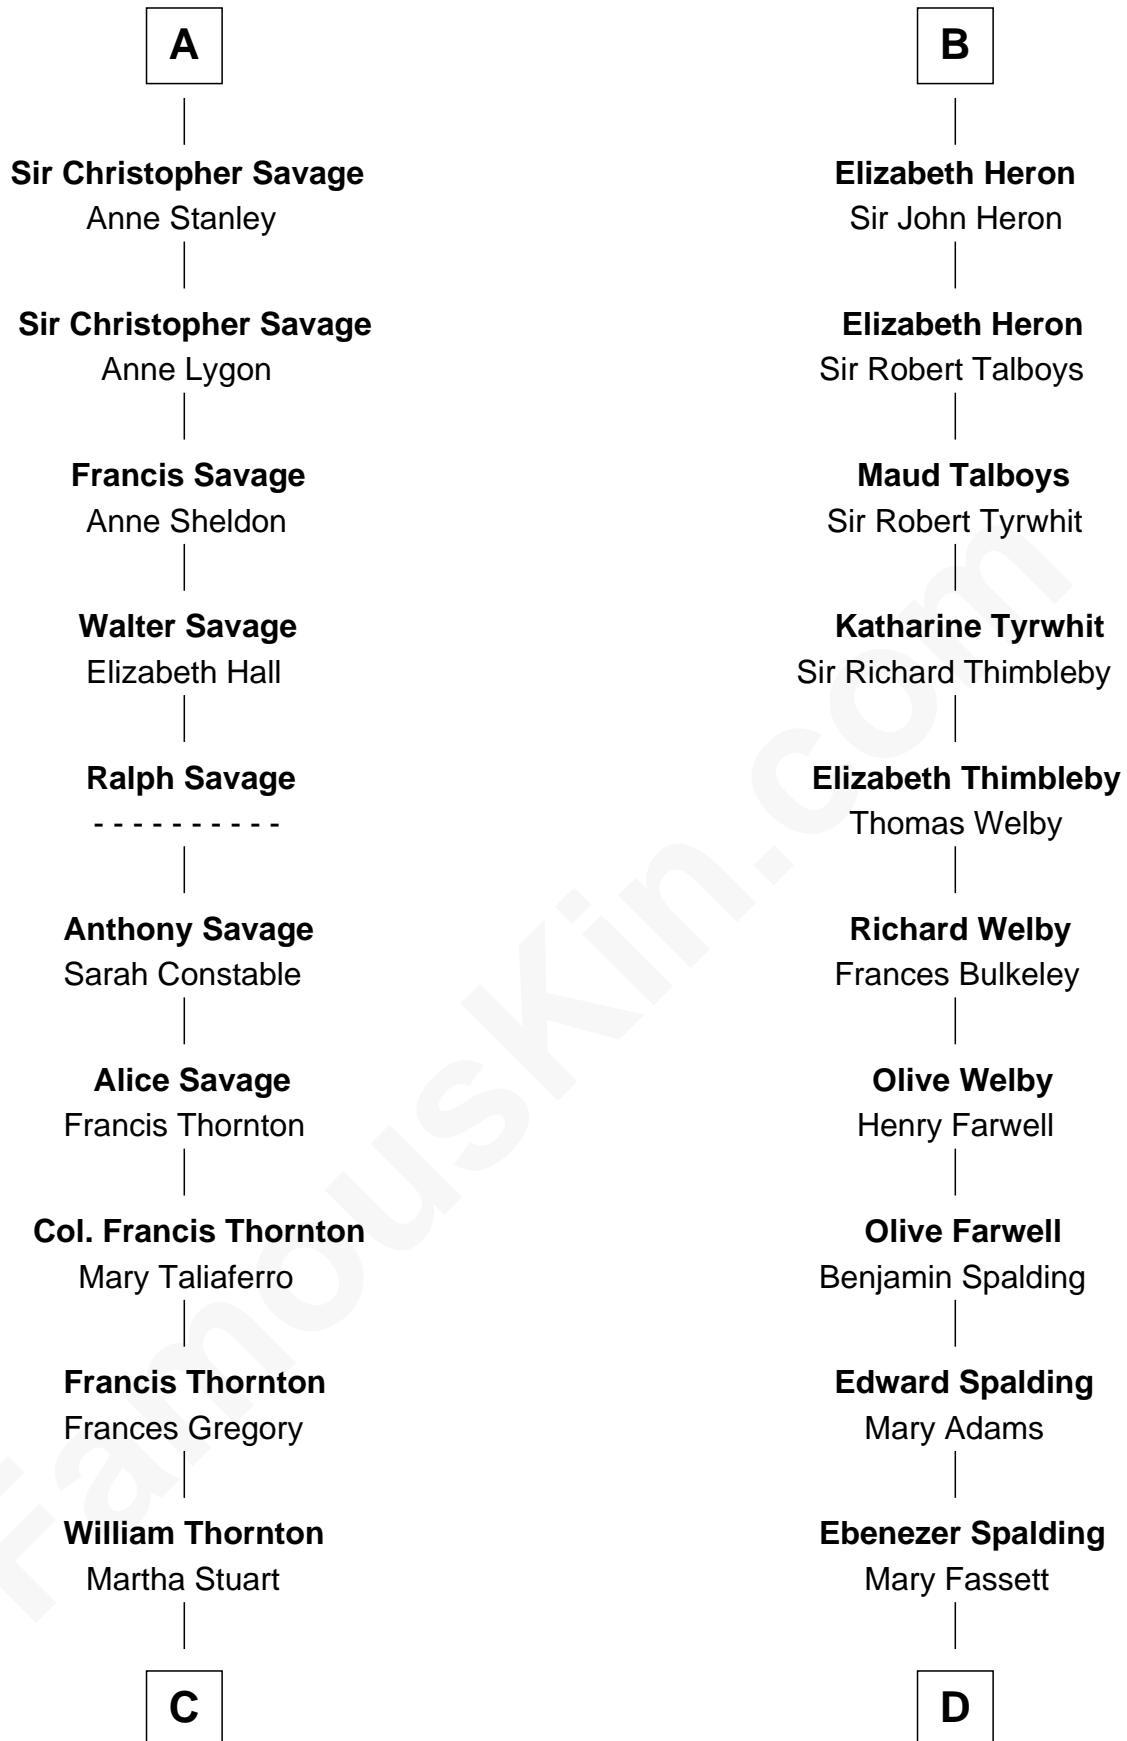 A
Sir Christopher Savage
Anne Stanley
Sir Christopher Savage
Anne Lygon
Francis Savage
Anne Sheldon
Walter Savage
Elizabeth Hall
Ralph Savage
- - - - - - - - - -
Anthony Savage
Sarah Constable
Alice Savage
Francis Thornton
Col. Francis Thornton
Mary Taliaferro
Francis Thornton
Frances Gregory
William Thornton
Martha Stuart
C
B
Elizabeth Heron
Sir John Heron
Elizabeth Heron
Sir Robert Talboys
Maud Talboys
Sir Robert Tyrwhit
Katharine Tyrwhit
Sir Richard Thimbleby
Elizabeth Thimbleby
Thomas Welby
Richard Welby
Frances Bulkeley
Olive Welby
Henry Farwell
Olive Farwell
Benjamin Spalding
Edward Spalding
Mary Adams
Ebenezer Spalding
Mary Fassett
D
FamousKin.com